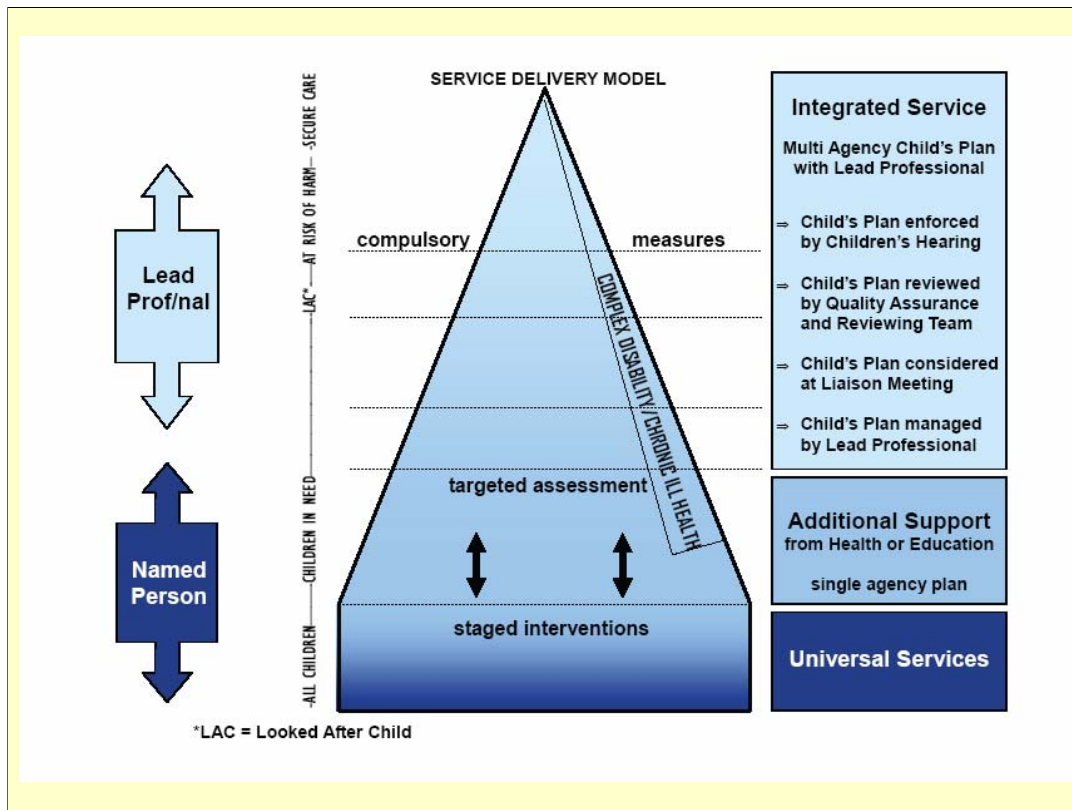 SERVICE DELIVERY MODEL
Lead
Prof/nal
Named
Person
-ALL CHILDREN——CHILDREN IN NEED————LAC*——AT RISK OF HARM— -SECURE CARE
compulsory
measures
COMPLEX DISABILITY/CHRONIC ILL HEALTH
targeted assessment
staged interventions
Integrated Service
Multi Agency Child's Plan
with Lead Professional
⇒ Child's Plan enforced
by Children's Hearing
⇒ Child's Plan reviewed
by Quality Assurance
and Reviewing Team
⇒ Child's Plan considered
at Liaison Meeting
⇒ Child's Plan managed
by Lead Professional
Additional Support
from Health or Education
single agency plan
Universal Services
*LAC = Looked After Child